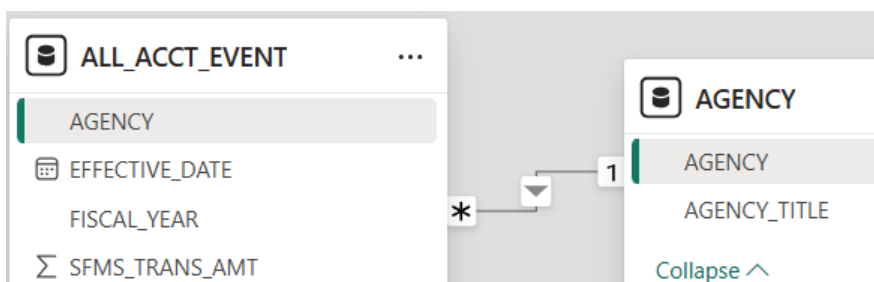 ALL_ACCT_EVENT ...
AGENCY
EFFECTIVE_DATE
FISCAL_YEAR
SFMS_TRANS_AMT
* 1
AGENCY
AGENCY
AGENCY_TITLE
Collapse